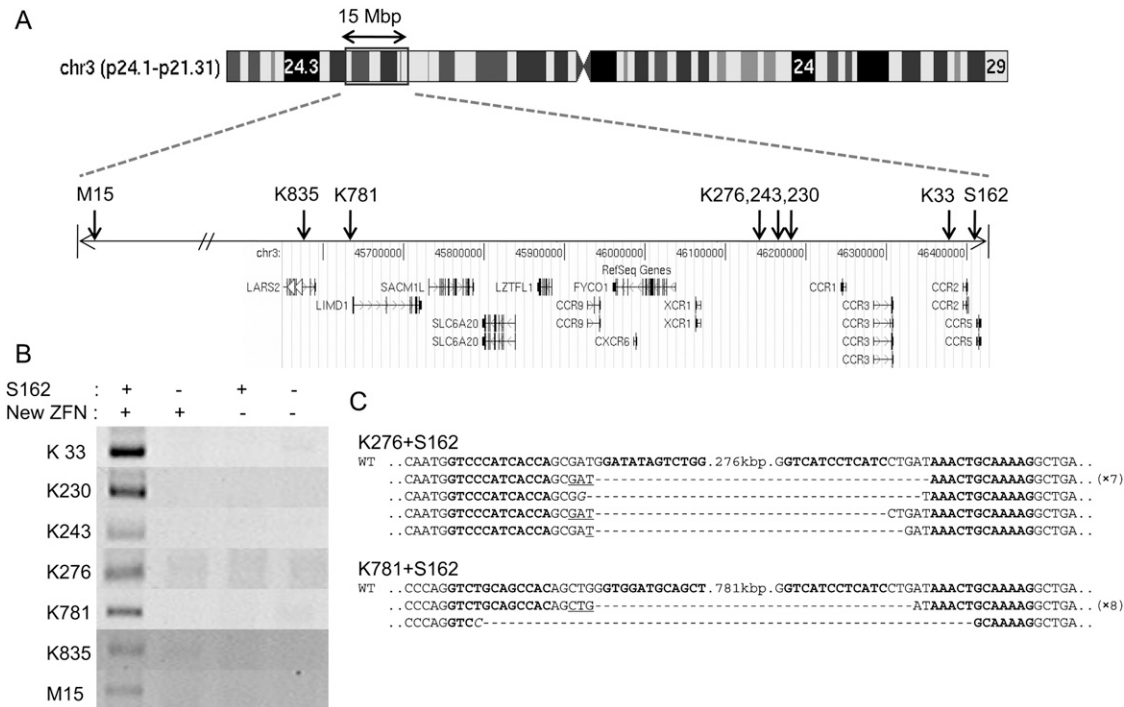 A
15 Mbp
chr3 (p24.1-p21.31)
24.3
24
29
M15
K835
K781
K276,243,230
K33
S162
chr3:
45700000
45800000
45900000
46000000
46100000
46200000
46300000
46400000
RefSeq Genes
LARS2
SACM1L
LZTFL1
FYCO1
CCR1
CCR2
LIMD1
CCR9
XCR1
CCR3
CCR2
SLC6A20
CCR9
XCR1
CCR3
CCR5
SLC6A20
CXCR6
CCR3
CCR5
CCR3
B
S162 : + - + -
New ZFN : + + - -
K 33
K230
K243
K276
K781
K835
M15
C
K276+S162
WT ..CAATGGTCCCATCACCAGCGATGGATATAGTCTGG.276kbp.GGTCATCCTCATCCTGATAAACTGCAAAAGGCTGA..
..CAATGGTCCCATCACCAGCGAT----------------------------------AAACTGCAAAAGGCTGA.. (×7)
..CAATGGTCCCATCACCAGCGG----------------------------------TAAACTGCAAAAGGCTGA..
..CAATGGTCCCATCACCAGCGAT------------------------------CTGATAAACTGCAAAAGGCTGA..
..CAATGGTCCCATCACCAGCGAT-------------------------------GATAAACTGCAAAAGGCTGA..
K781+S162
WT ..CCCAGGTCTGCAGCCACAGCTGGGTGGATGCAGCT.781kbp.GGTCATCCTCATCCTGATAAACTGCAAAAGGCTGA..
..CCCAGGTCTGCAGCCACAGCTG--------------------------------ATAAACTGCAAAAGGCTGA.. (×8)
..CCCAGGTCC--------------------------------------------------GCAAAAGGCTGA..